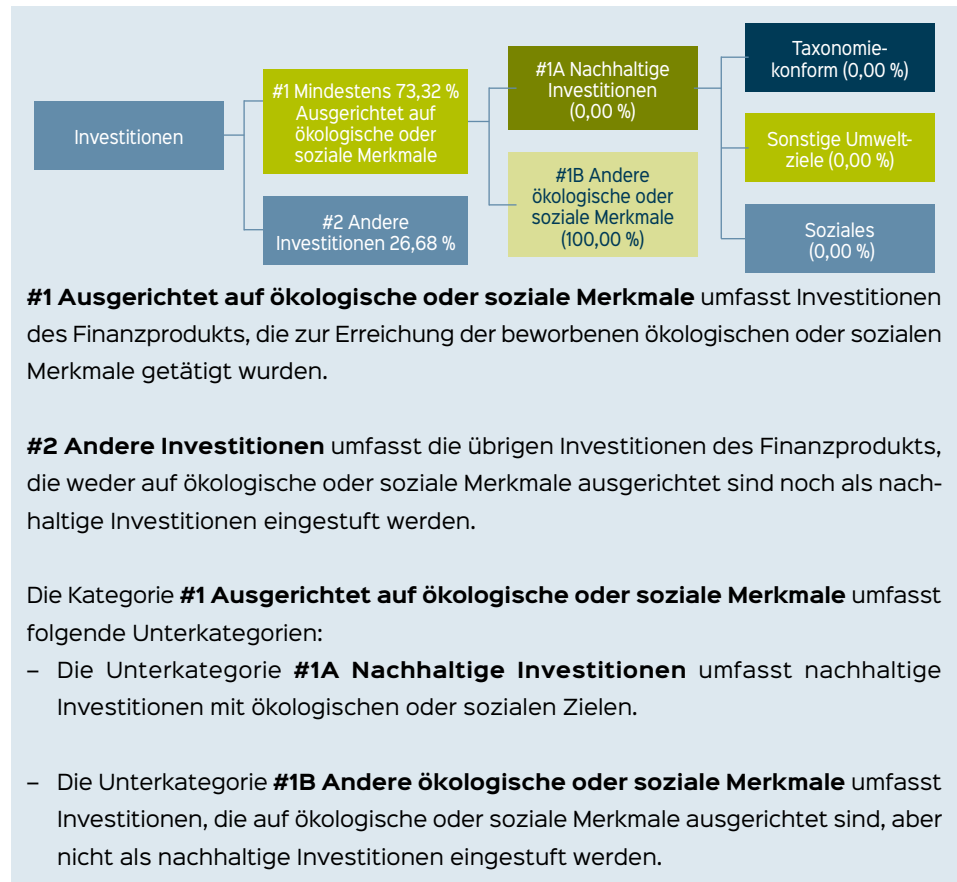 Investitionen
#1 Mindestens 73,32 %
Ausgerichtet auf
ökologische oder
soziale Merkmale
#2 Andere
Investitionen 26,68 %
#1A Nachhaltige
Investitionen
(0,00 %)
#1B Andere
ökologische oder
soziale Merkmale
(100,00 %)
Taxonomie-
konform (0,00 %)
Sonstige Umwelt-
ziele (0,00 %)
Soziales
(0,00 %)
#1 Ausgerichtet auf ökologische oder soziale Merkmale umfasst Investitionen
des Finanzprodukts, die zur Erreichung der beworbenen ökologischen oder sozialen
Merkmale getätigt wurden.
#2 Andere Investitionen umfasst die übrigen Investitionen des Finanzprodukts,
die weder auf ökologische oder soziale Merkmale ausgerichtet sind noch als nach-
haltige Investitionen eingestuft werden.
Die Kategorie #1 Ausgerichtet auf ökologische oder soziale Merkmale umfasst
folgende Unterkategorien:
– Die Unterkategorie #1A Nachhaltige Investitionen umfasst nachhaltige
Investitionen mit ökologischen oder sozialen Zielen.
– Die Unterkategorie #1B Andere ökologische oder soziale Merkmale umfasst
Investitionen, die auf ökologische oder soziale Merkmale ausgerichtet sind, aber
nicht als nachhaltige Investitionen eingestuft werden.